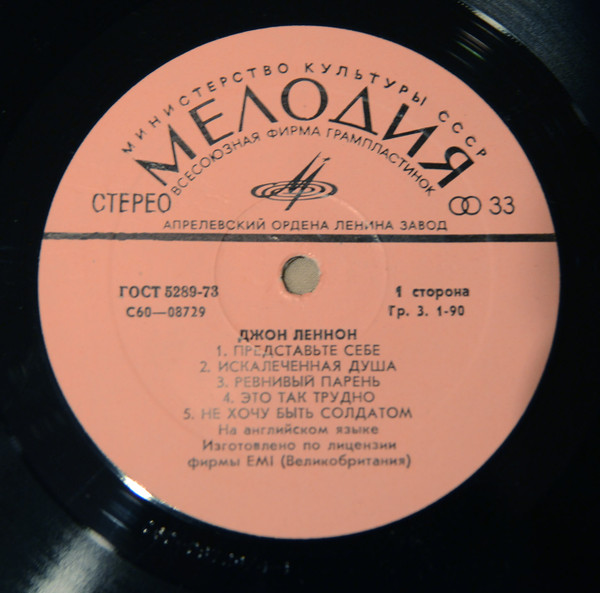 МИНИСТЕРСТВО КУЛЬТУРЫ СССР
МЕЛОДИЯ
ВСЕСОЮЗНАЯ ФИРМА ГРАМПЛАСТИНОК
СТЕРЕО
33
АПРЕЛЕВСКИЙ ОРДЕНА ЛЕНИНА ЗАВОД
ГОСТ 5289-73
1 сторона
С60—08729
Гр. 3. 1-90
ДЖОН ЛЕННОН
1. ПРЕДСТАВЬТЕ СЕБЕ
2. ИСКАЛЕЧЕННАЯ ДУША
3. РЕВНИВЫЙ ПАРЕНЬ
4. ЭТО ТАК ТРУДНО
5. НЕ ХОЧУ БЫТЬ СОЛДАТОМ
На английском языке
Изготовлено по лицензии
фирмы EMI (Великобритания)